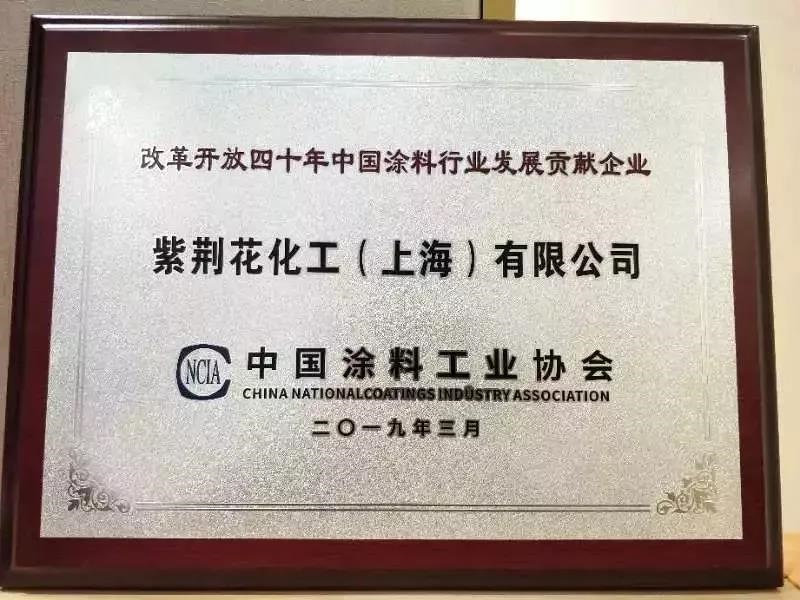 改革开放四十年中国涂料行业发展贡献企业
紫荆花化工（上海）有限公司
NCIA 中国涂料工业协会
CHINA NATIONALCOATINGS INDUSTRY ASSOCIATION
二〇一九年三月